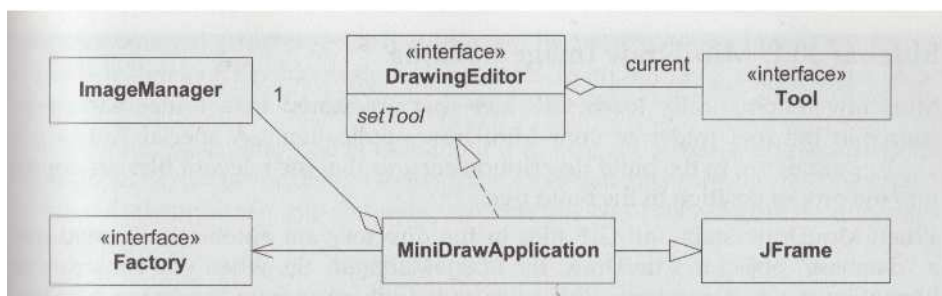 ImageManager
1
«interface»
DrawingEditor
setTool
current
«interface»
Tool
«interface»
Factory
MiniDrawApplication
JFrame